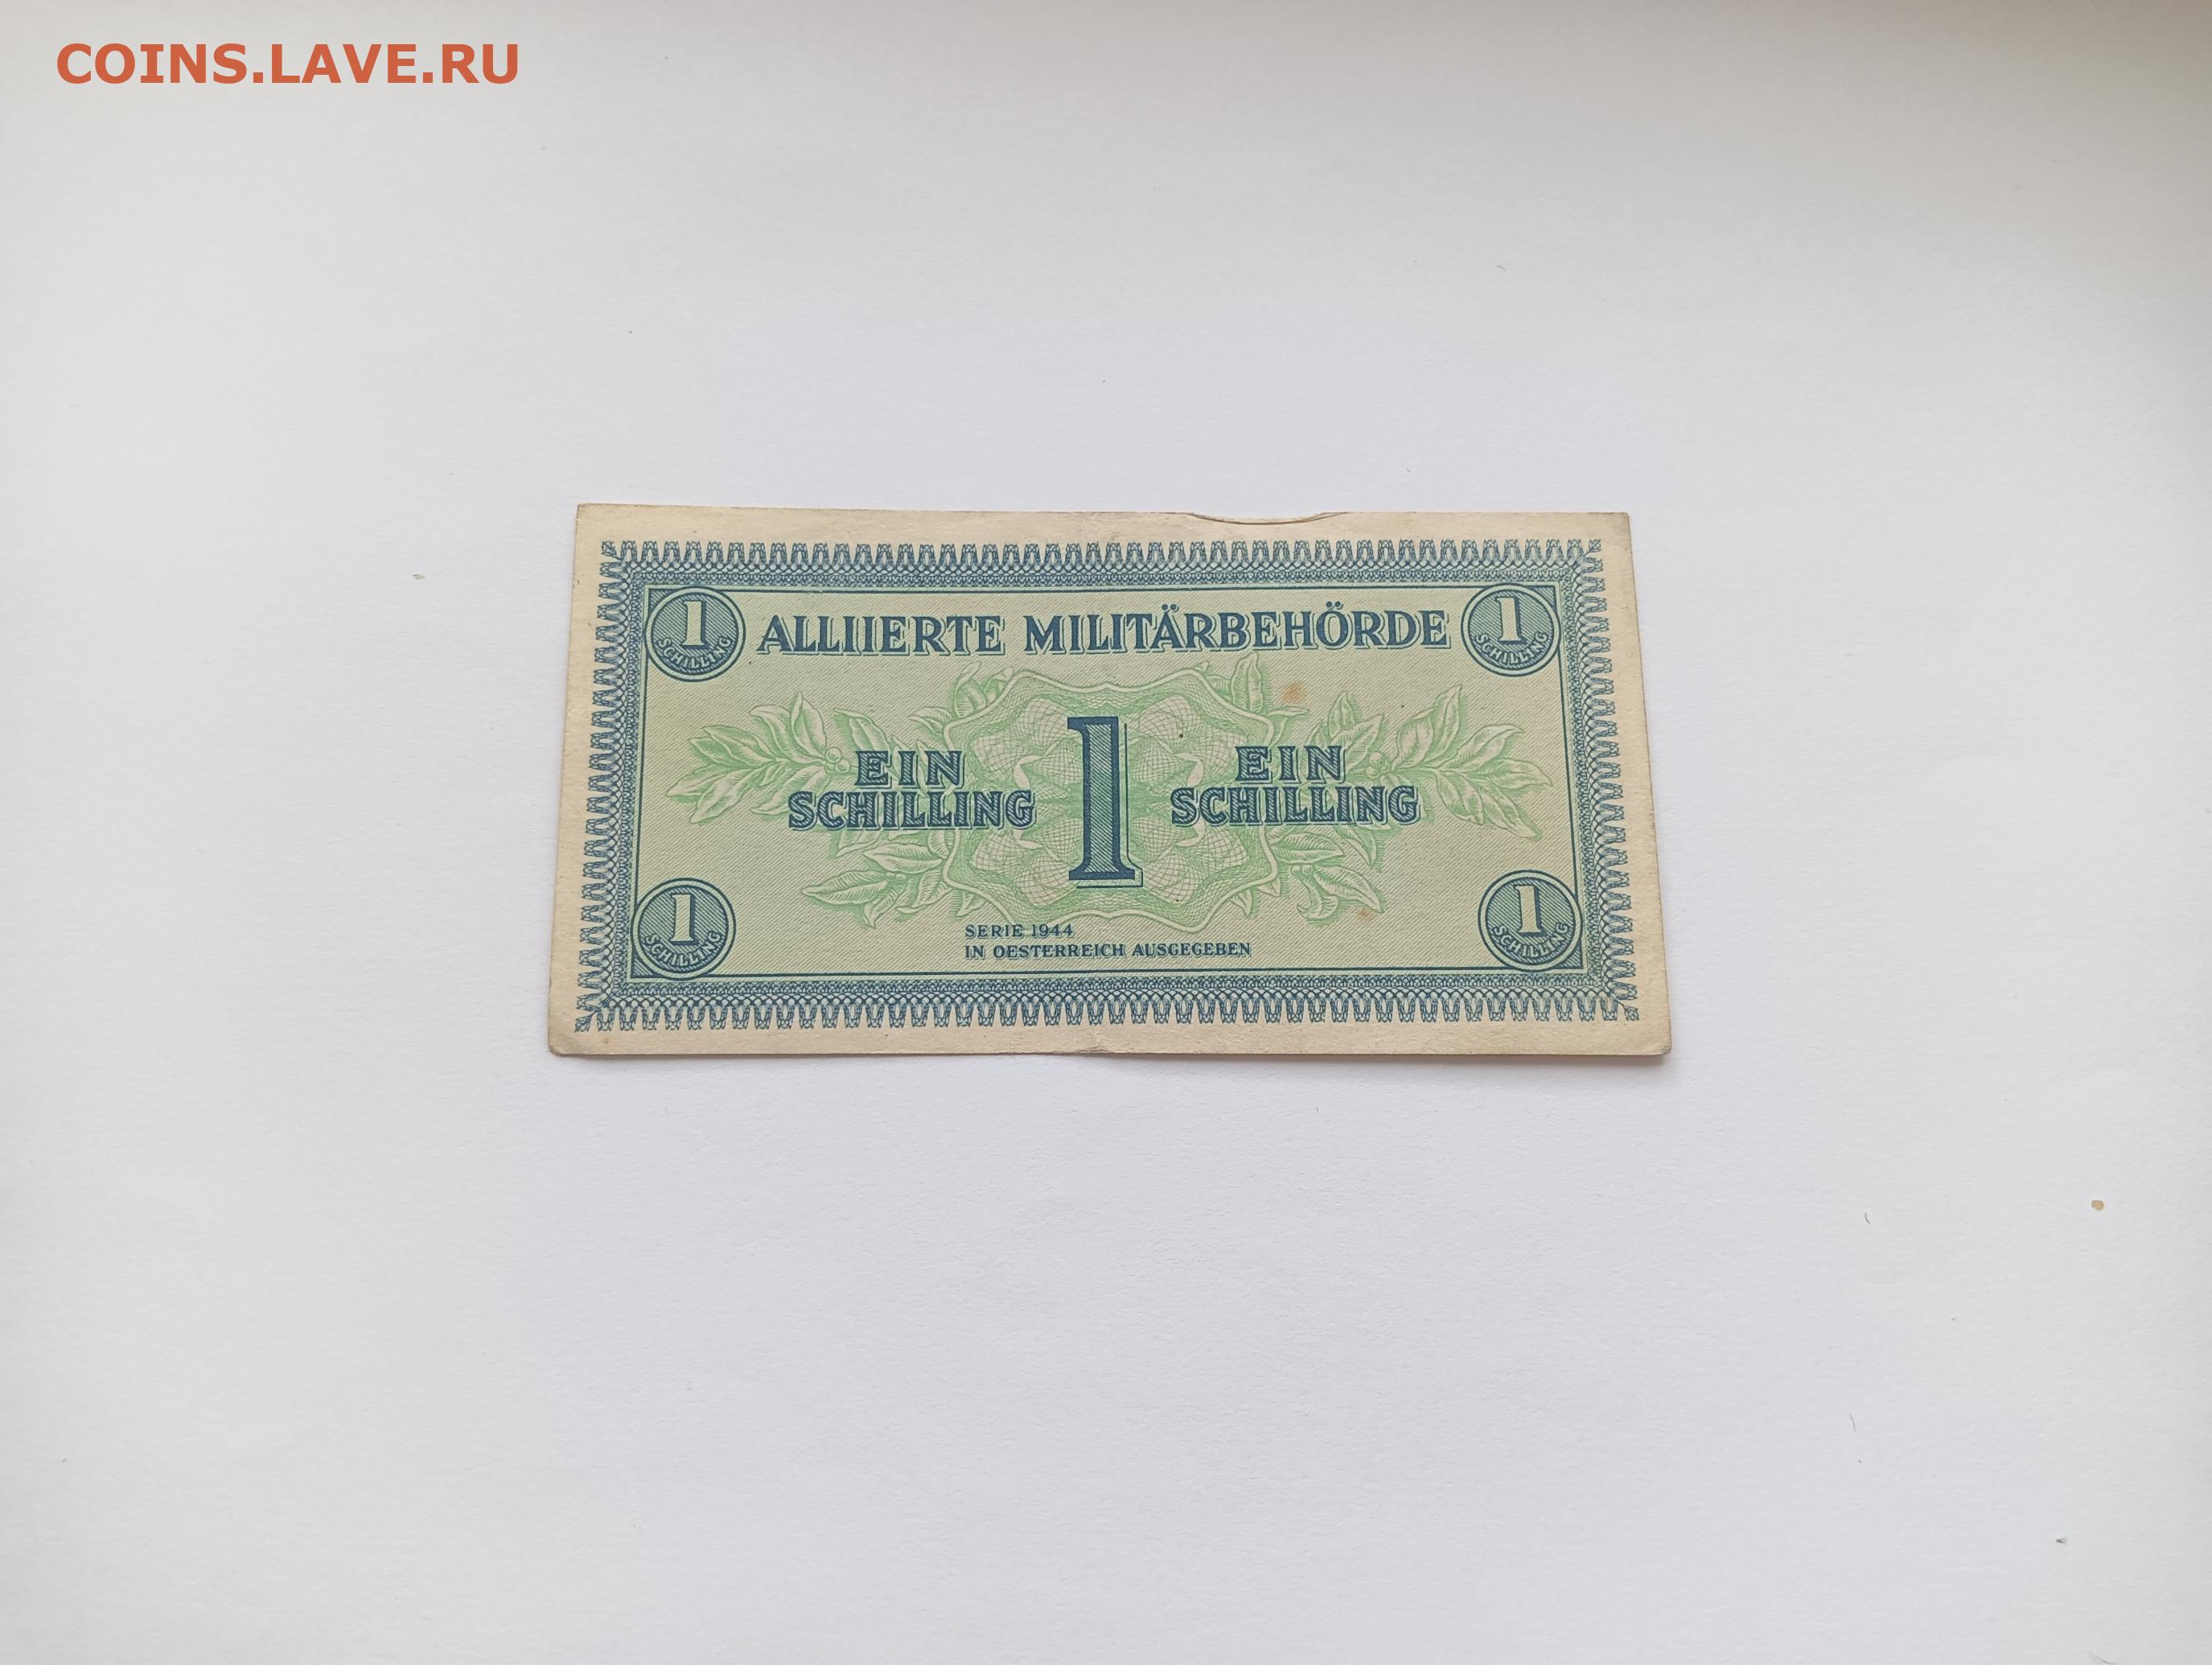 COINS.LAVE.RU
1 SCHILLING
ALLIIERTE MILITÄRBEHÖRDE
1 SCHILLING
EIN
SCHILLING
1
EIN
SCHILLING
1 SCHILLING
SERIE 1944
IN OESTERREICH AUSGEGEBEN
1 SCHILLING